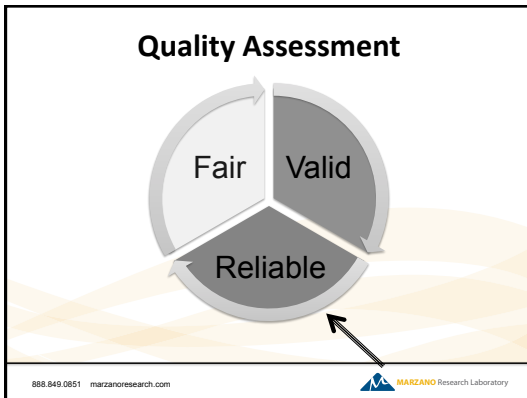 Quality Assessment
Fair Valid
Reliable
888.849.0851 marzanoresearch.com MARZANO Research Laboratory